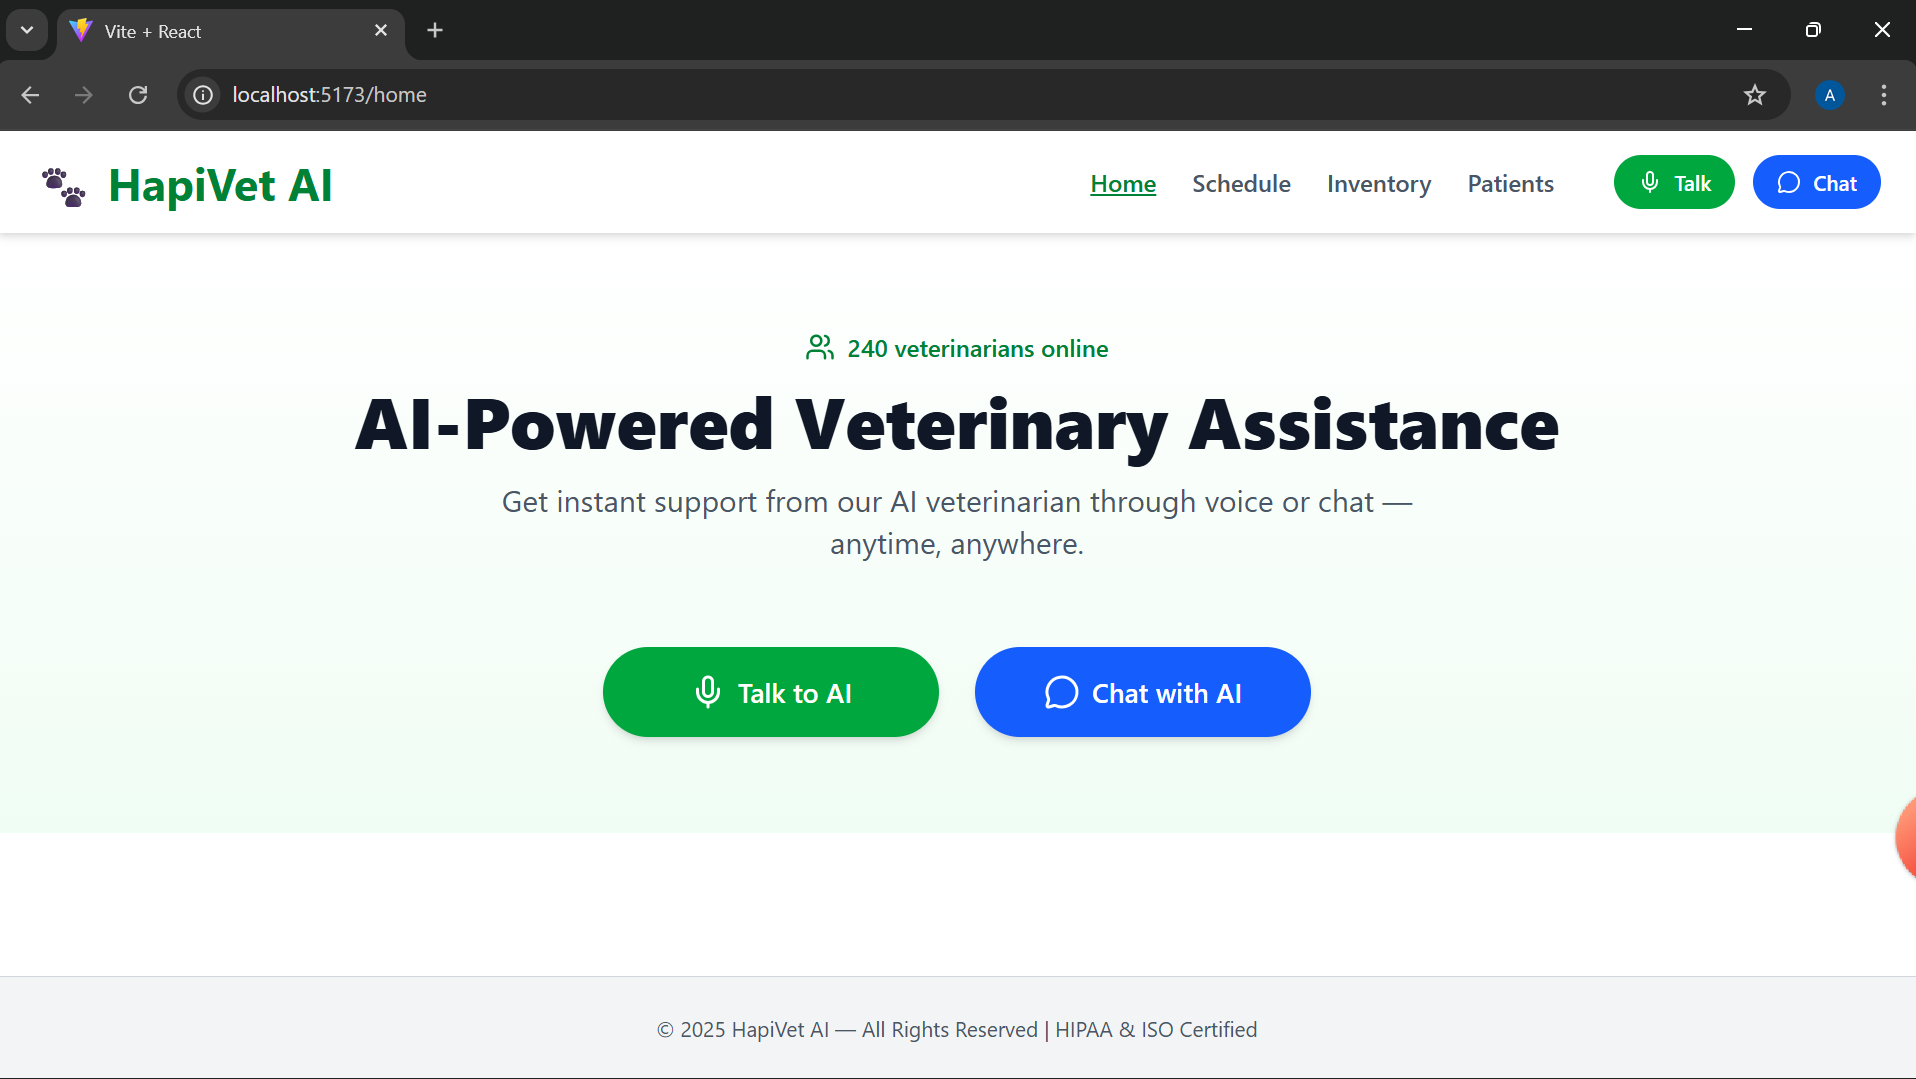 Vite + React
localhost:5173/home
HapiVet AI
Home Schedule Inventory Patients Talk Chat
A
240 veterinarians online
AI-Powered Veterinary Assistance
Get instant support from our AI veterinarian through voice or chat —
anytime, anywhere.
Talk to AI Chat with AI
© 2025 HapiVet AI — All Rights Reserved | HIPAA & ISO Certified